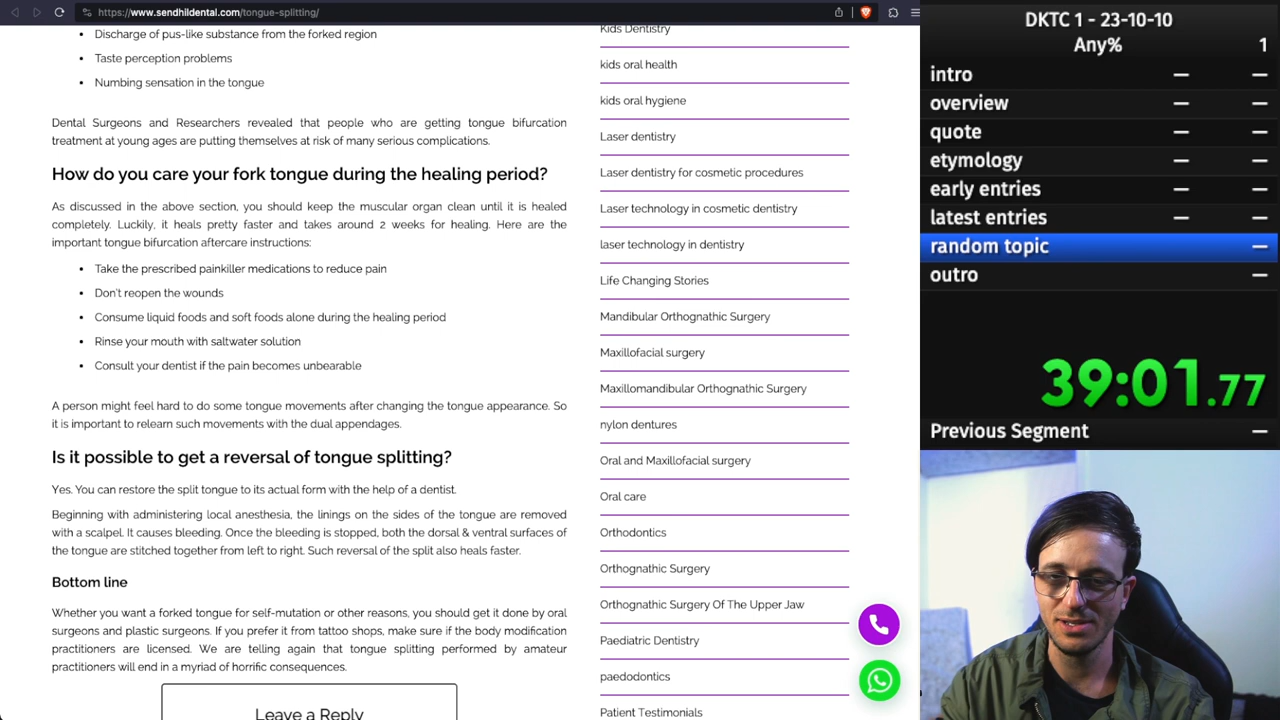 https://www.sendhildental.com/tongue-splitting/
Discharge of pus-like substance from the forked region
Taste perception problems
Numbing sensation in the tongue
Dental Surgeons and Researchers revealed that people who are getting tongue bifurcation
treatment at young ages are putting themselves at risk of many serious complications.
How do you care your fork tongue during the healing period?
As discussed in the above section, you should keep the muscular organ clean until it is healed
completely. Luckily, it heals pretty faster and takes around 2 weeks for healing. Here are the
important tongue bifurcation aftercare instructions:
Take the prescribed painkiller medications to reduce pain
Don't reopen the wounds
Consume liquid foods and soft foods alone during the healing period
Rinse your mouth with saltwater solution
Consult your dentist if the pain becomes unbearable
A person might feel hard to do some tongue movements after changing the tongue appearance. So
it is important to relearn such movements with the dual appendages.
Is it possible to get a reversal of tongue splitting?
Yes. You can restore the split tongue to its actual form with the help of a dentist.
Beginning with administering local anesthesia, the linings on the sides of the tongue are removed
with a scalpel. It causes bleeding. Once the bleeding is stopped, both the dorsal & ventral surfaces of
the tongue are stitched together from left to right. Such reversal of the split also heals faster.
Bottom line
Whether you want a forked tongue for self-mutation or other reasons, you should get it done by oral
surgeons and plastic surgeons. If you prefer it from tattoo shops, make sure if the body modification
practitioners are licensed. We are telling again that tongue splitting performed by amateur
practitioners will end in a myriad of horrific consequences.
Leave a Reply
Kids Dentistry
kids oral health
kids oral hygiene
Laser dentistry
Laser dentistry for cosmetic procedures
Laser technology in cosmetic dentistry
laser technology in dentistry
Life Changing Stories
Mandibular Orthognathic Surgery
Maxillofacial surgery
Maxillomandibular Orthognathic Surgery
nylon dentures
Oral and Maxillofacial surgery
Oral care
Orthodontics
Orthognathic Surgery
Orthognathic Surgery Of The Upper Jaw
Paediatric Dentistry
paedodontics
Patient Testimonials
DKTC 1 - 23-10-10
Any% 1
intro — —
overview — —
quote — —
etymology — —
early entries — —
latest entries — —
random topic —
outro —
39:01.77
Previous Segment —